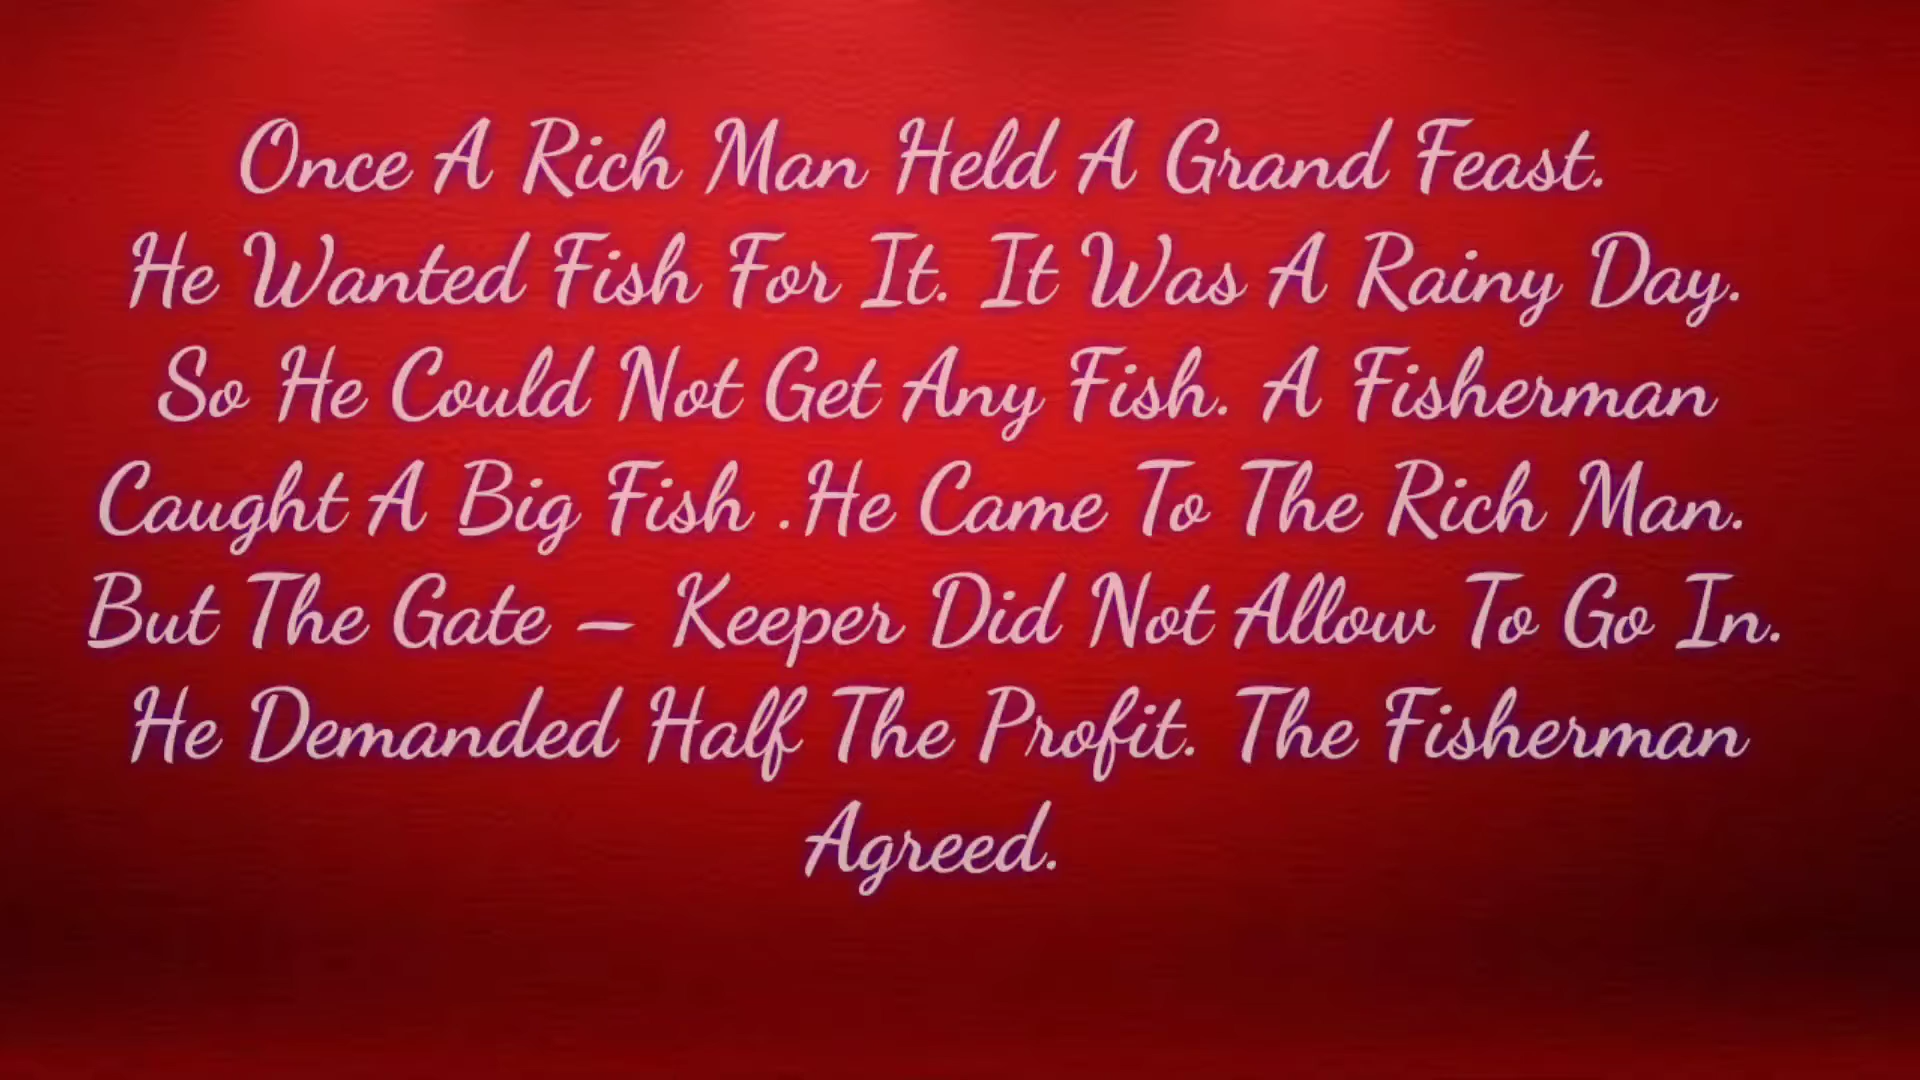 Once A Rich Man Held A Grand Feast.
He Wanted Fish For It. It Was A Rainy Day.
So He Could Not Get Any Fish. A Fisherman
Caught A Big Fish .He Came To The Rich Man.
But The Gate – Keeper Did Not Allow To Go In.
He Demanded Half The Profit. The Fisherman
Agreed.